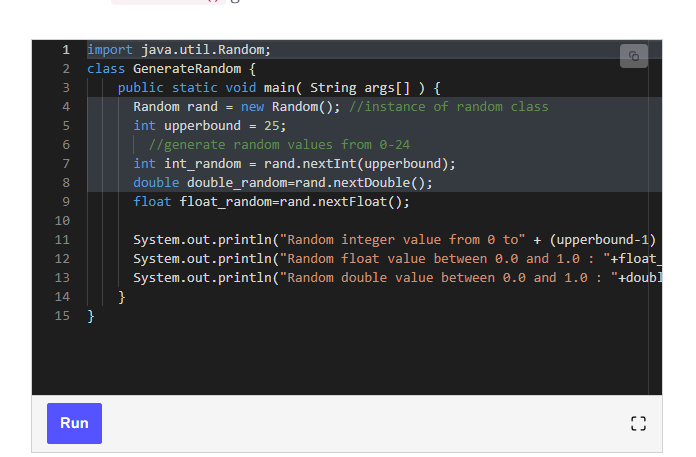 1 import java.util.Random;
2 class GenerateRandom {
3 public static void main( String args[] ) {
4 Random rand = new Random(); //instance of random class
5 int upperbound = 25;
6 //generate random values from 0-24
7 int int_random = rand.nextInt(upperbound);
8 double double_random=rand.nextDouble();
9 float float_random=rand.nextFloat();
10
11 System.out.println("Random integer value from 0 to" + (upperbound-1)
12 System.out.println("Random float value between 0.0 and 1.0 : "+float_
13 System.out.println("Random double value between 0.0 and 1.0 : "+doubl
14 }
15 }
Run